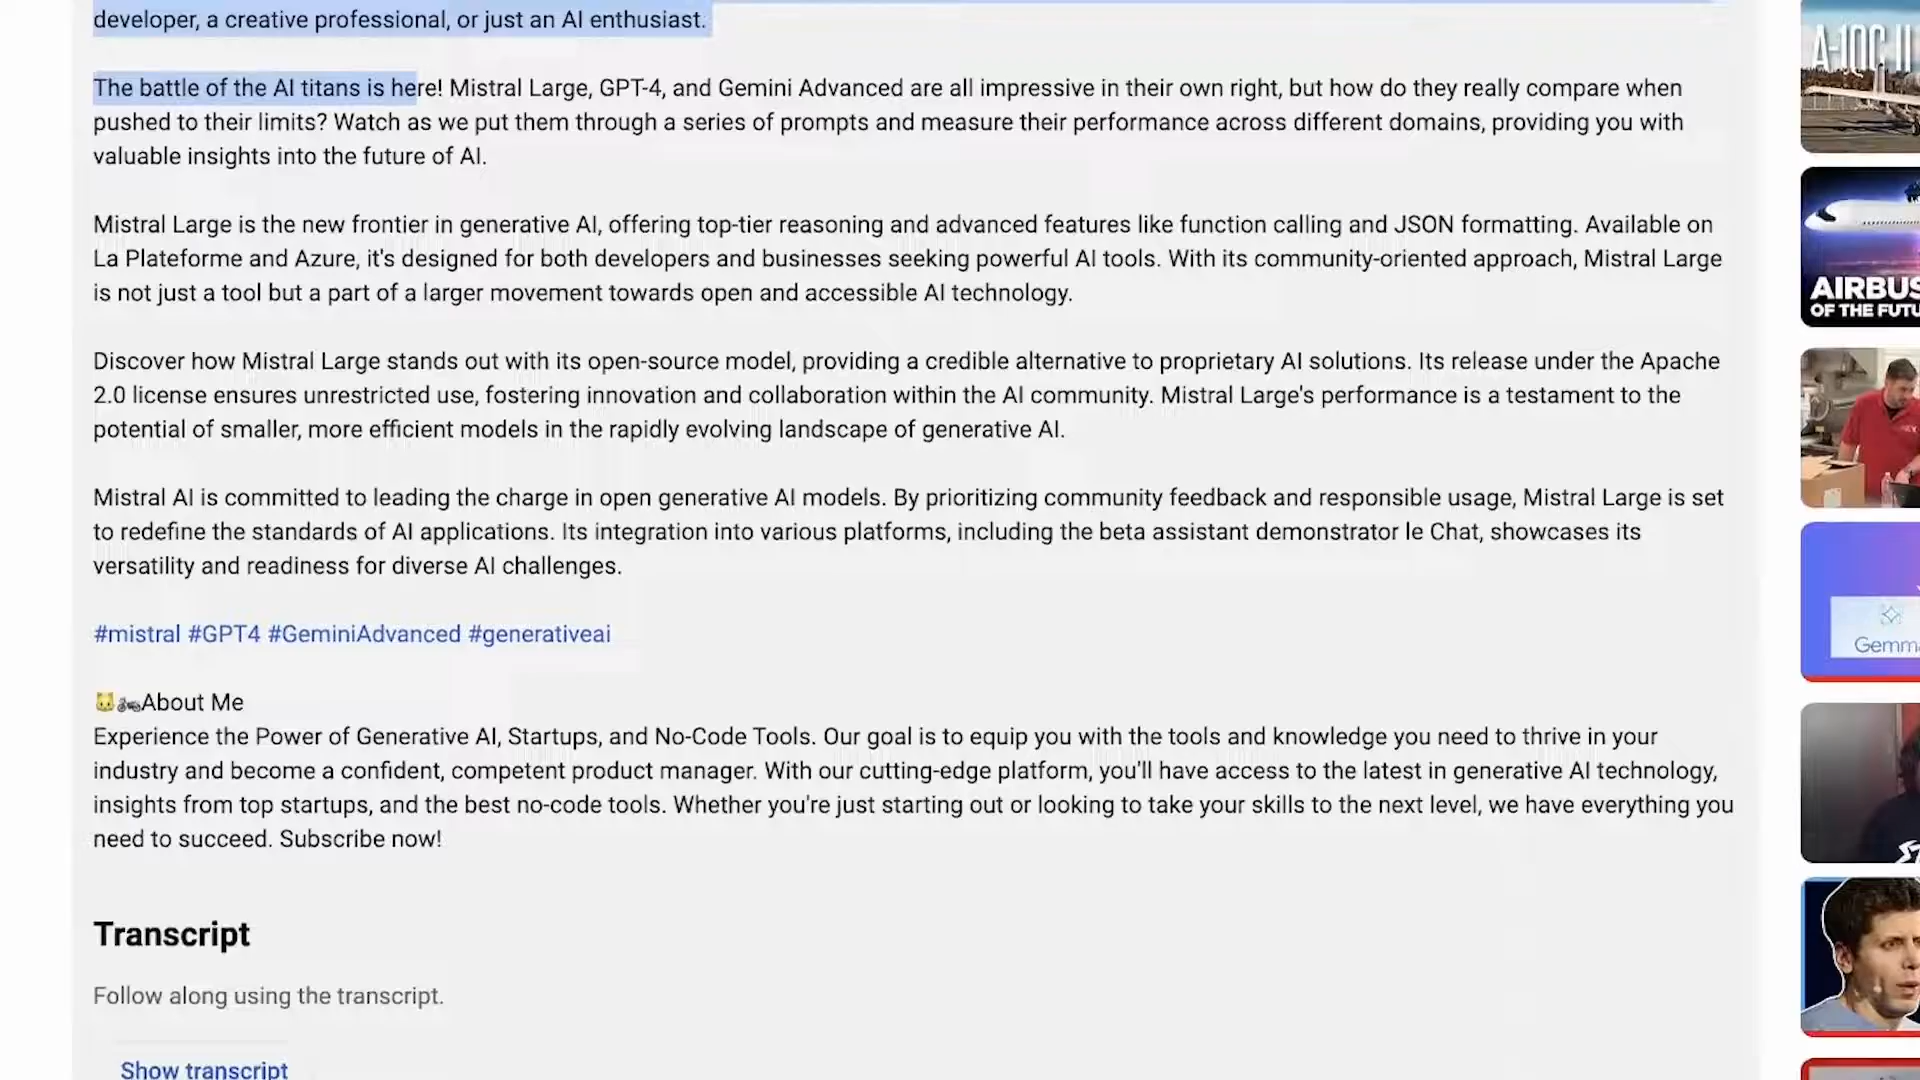 developer, a creative professional, or just an AI enthusiast.
The battle of the AI titans is here! Mistral Large, GPT-4, and Gemini Advanced are all impressive in their own right, but how do they really compare when
pushed to their limits? Watch as we put them through a series of prompts and measure their performance across different domains, providing you with
valuable insights into the future of AI.
Mistral Large is the new frontier in generative AI, offering top-tier reasoning and advanced features like function calling and JSON formatting. Available on
La Plateforme and Azure, it's designed for both developers and businesses seeking powerful AI tools. With its community-oriented approach, Mistral Large
is not just a tool but a part of a larger movement towards open and accessible AI technology.
Discover how Mistral Large stands out with its open-source model, providing a credible alternative to proprietary AI solutions. Its release under the Apache
2.0 license ensures unrestricted use, fostering innovation and collaboration within the AI community. Mistral Large's performance is a testament to the
potential of smaller, more efficient models in the rapidly evolving landscape of generative AI.
Mistral AI is committed to leading the charge in open generative AI models. By prioritizing community feedback and responsible usage, Mistral Large is set
to redefine the standards of AI applications. Its integration into various platforms, including the beta assistant demonstrator le Chat, showcases its
versatility and readiness for diverse AI challenges.
#mistral #GPT4 #GeminiAdvanced #generativeai
🐱🏍About Me
Experience the Power of Generative AI, Startups, and No-Code Tools. Our goal is to equip you with the tools and knowledge you need to thrive in your
industry and become a confident, competent product manager. With our cutting-edge platform, you'll have access to the latest in generative AI technology,
insights from top startups, and the best no-code tools. Whether you're just starting out or looking to take your skills to the next level, we have everything you
need to succeed. Subscribe now!
Transcript
Follow along using the transcript.
Show transcript
AIRBUS
OF THE FUTU
Gemm